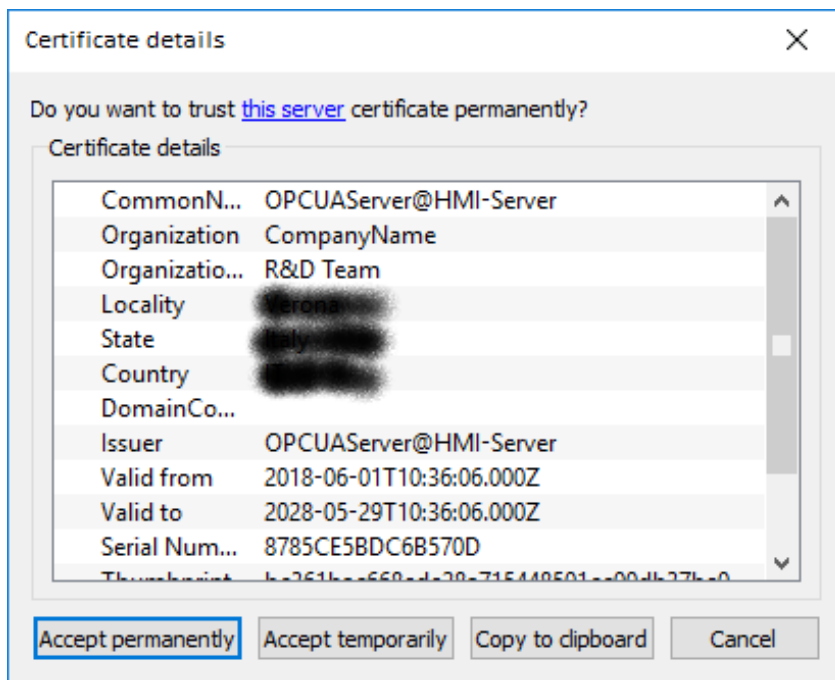 Certificate details
Do you want to trust this server certificate permanently?
Certificate details
CommonN... OPCUAServer@HMI-Server
Organization CompanyName
Organizatio... R&D Team
Locality
State
Country
DomainCo...
Issuer OPCUAServer@HMI-Server
Valid from 2018-06-01T10:36:06.000Z
Valid to 2028-05-29T10:36:06.000Z
Serial Num... 8785CE5BDC6B570D
Thumbprint
Accept permanently Accept temporarily Copy to clipboard Cancel